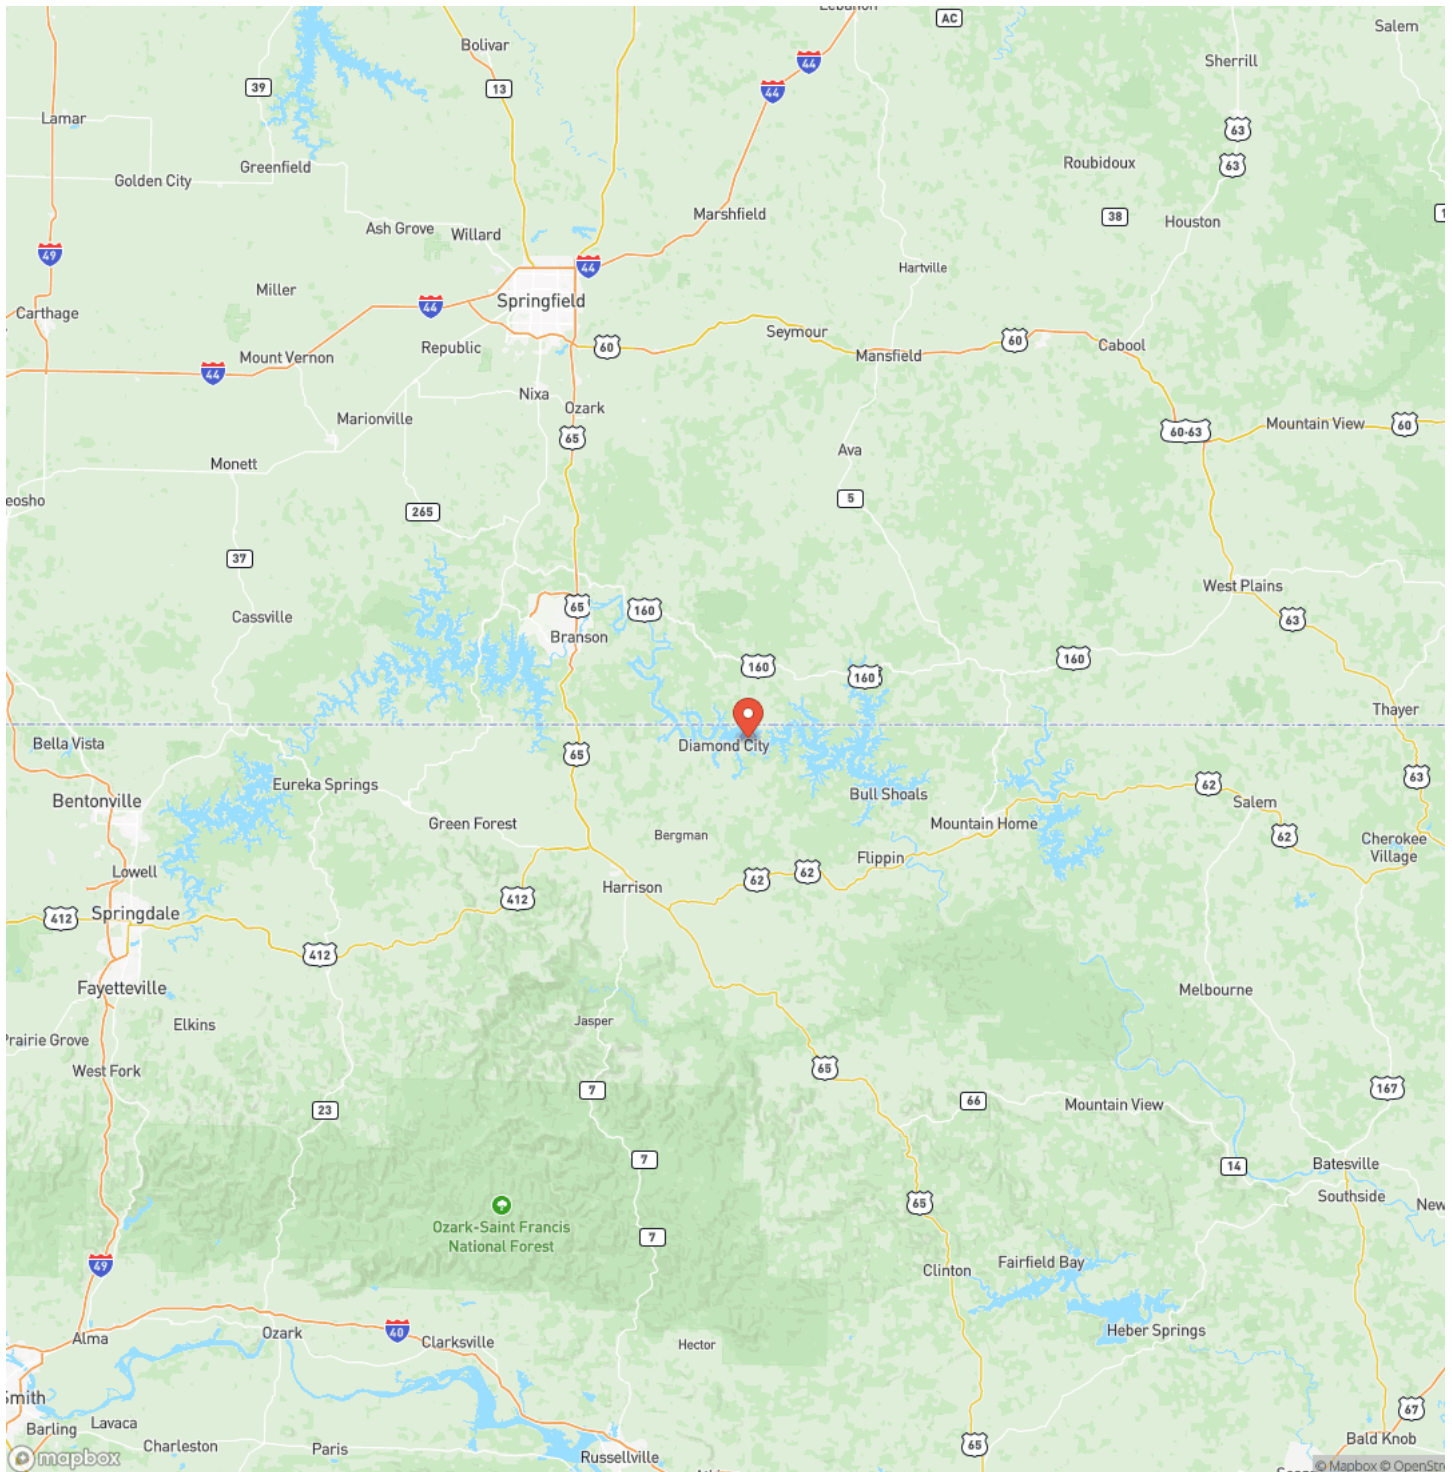 Lebanon
AC
Salem
Bolivar
Sherrill
44
44
39
13
Lamar
63
63
Roubidoux
Greenfield
Golden City
Marshfield
38
Houston
Ash Grove
Willard
49
44
Hartville
Miller
44
Springfield
Carthage
Seymour
60
60
Cabool
Republic
Mount Vernon
Mansfield
44
Nixa
Ozark
Marionville
65
60-63
Mountain View
60
Ava
Monett
eosho
5
265
37
West Plains
65
160
Cassville
63
Branson
160
160
160
Thayer
Bella Vista
Diamond City
65
63
Eureka Springs
62
Bentonville
Bull Shoals
Salem
Green Forest
Mountain Home
Bergman
62
Cherokee
Village
Flippin
Lowell
62
62
Harrison
412
Springdale
412
412
Fayetteville
Melbourne
Elkins
Jasper
Prairie Grove
West Fork
65
7
167
23
66
Mountain View
7
14
Batesville
Southside
65
New
Ozark-Saint Francis
National Forest
7
49
Clinton
Fairfield Bay
Alma
Ozark
40
Clarksville
Hector
Heber Springs
Smith
67
Lavaca
Barling
Charleston
Paris
65
Bald Knob
mapbox
Russellville
© Mapbox © OpenStre